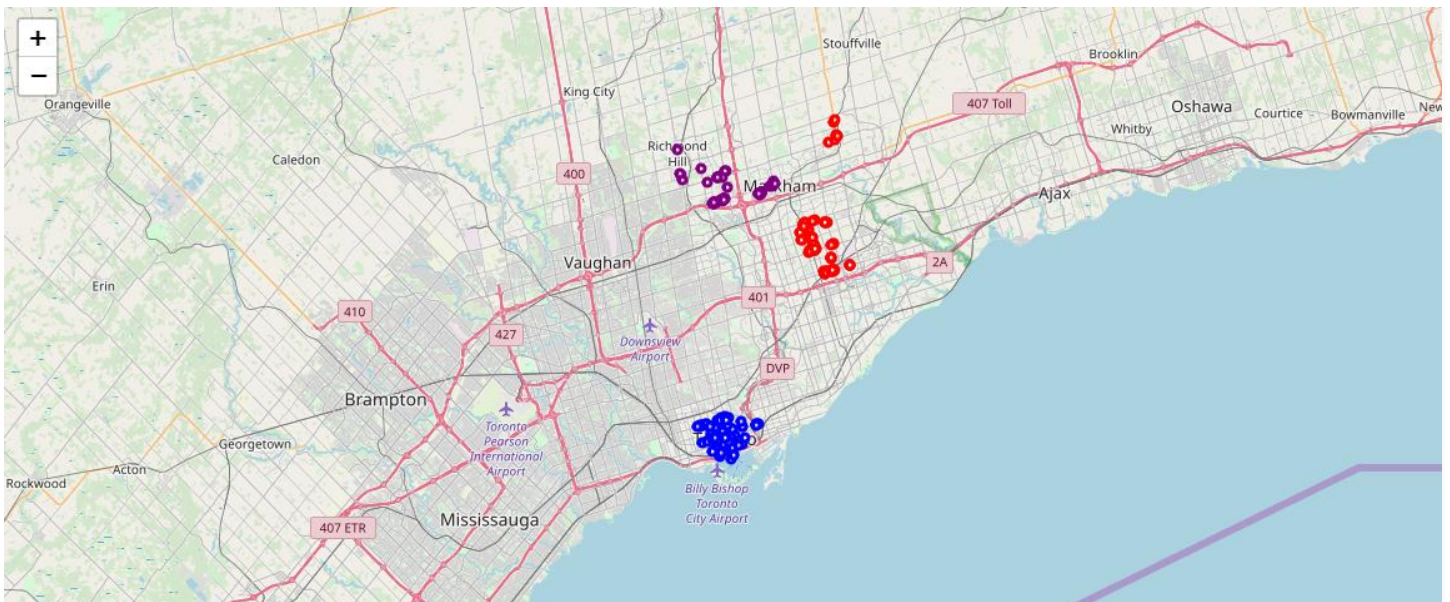 +
−
Stouffville
Brooklin
Orangeville
King City
407 Toll
Oshawa
Courtice
Bowmanville
Whitby
Richmond
Hill
Caledon
400
Markham
Ajax
Vaughan
2A
Erin
401
410
427
Downsview
Airport
DVP
Brampton
Toronto
Pearson
International
Airport
Georgetown
Acton
Rockwood
Billy Bishop
Toronto
City Airport
Mississauga
407 ETR